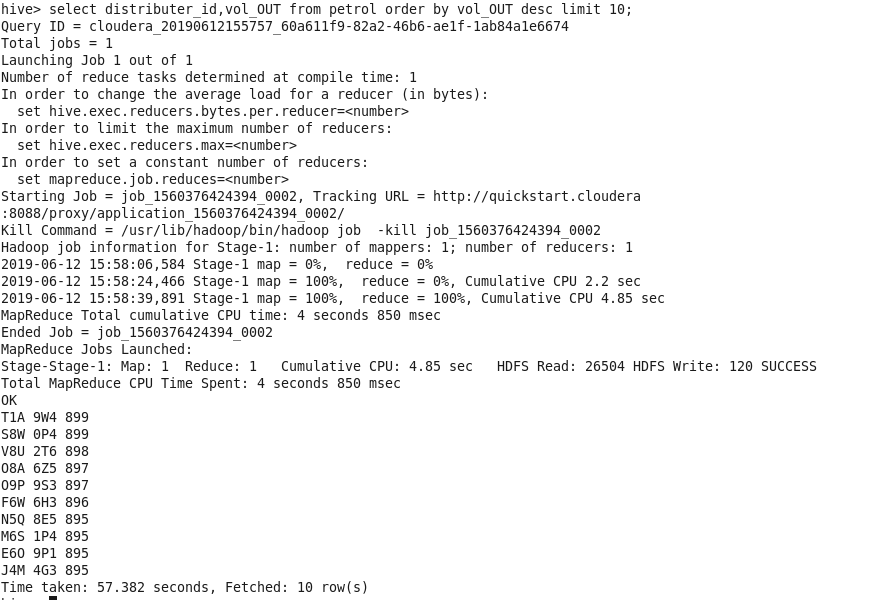 hive> select distributer_id,vol_OUT from petrol order by vol_OUT desc limit 10;
Query ID = cloudera_20190612155757_60a611f9-82a2-46b6-ae1f-1ab84a1e6674
Total jobs = 1
Launching Job 1 out of 1
Number of reduce tasks determined at compile time: 1
In order to change the average load for a reducer (in bytes):
  set hive.exec.reducers.bytes.per.reducer=<number>
In order to limit the maximum number of reducers:
  set hive.exec.reducers.max=<number>
In order to set a constant number of reducers:
  set mapreduce.job.reduces=<number>
Starting Job = job_1560376424394_0002, Tracking URL = http://quickstart.cloudera
:8088/proxy/application_1560376424394_0002/
Kill Command = /usr/lib/hadoop/bin/hadoop job  -kill job_1560376424394_0002
Hadoop job information for Stage-1: number of mappers: 1; number of reducers: 1
2019-06-12 15:58:06,584 Stage-1 map = 0%,  reduce = 0%
2019-06-12 15:58:24,466 Stage-1 map = 100%,  reduce = 0%, Cumulative CPU 2.2 sec
2019-06-12 15:58:39,891 Stage-1 map = 100%,  reduce = 100%, Cumulative CPU 4.85 sec
MapReduce Total cumulative CPU time: 4 seconds 850 msec
Ended Job = job_1560376424394_0002
MapReduce Jobs Launched:
Stage-Stage-1: Map: 1  Reduce: 1   Cumulative CPU: 4.85 sec   HDFS Read: 26504 HDFS Write: 120 SUCCESS
Total MapReduce CPU Time Spent: 4 seconds 850 msec
OK
T1A 9W4 899
S8W 0P4 899
V8U 2T6 898
O8A 6Z5 897
O9P 9S3 897
F6W 6H3 896
N5Q 8E5 895
M6S 1P4 895
E6O 9P1 895
J4M 4G3 895
Time taken: 57.382 seconds, Fetched: 10 row(s)